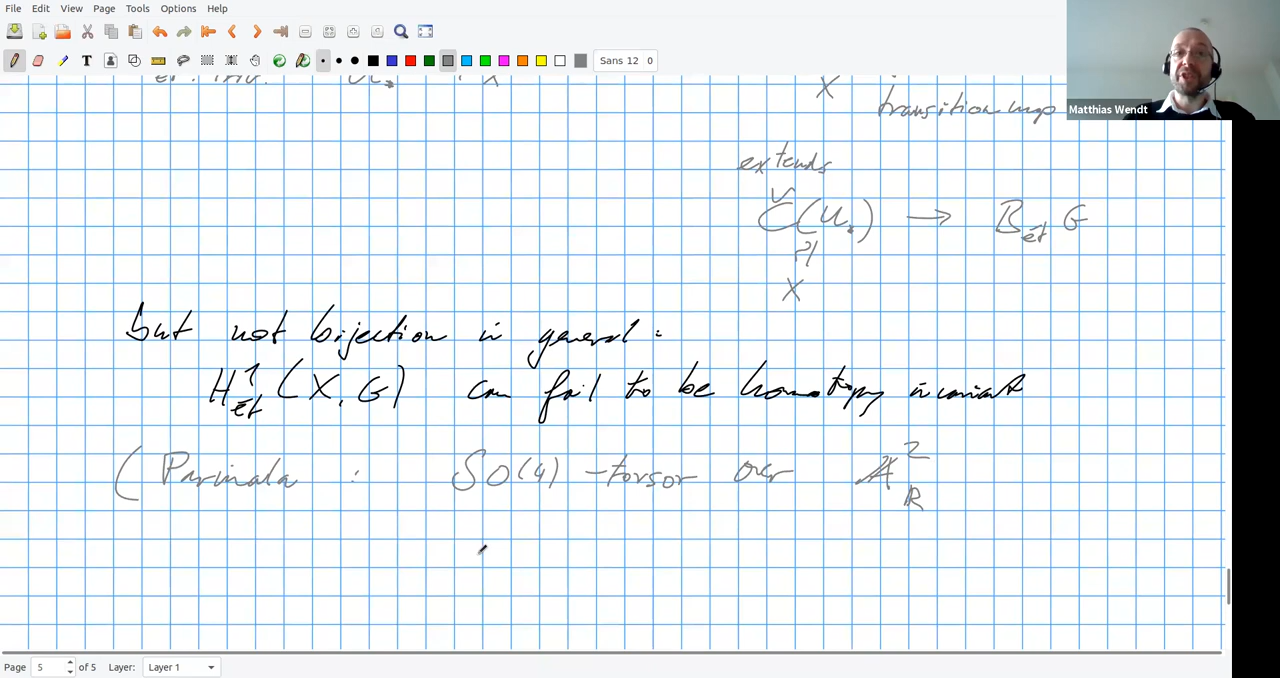 File Edit View Page Tools Options Help
Sans 12 0
Matthias Wendt
X
transition map
extends
Č(U•) → B_ét G
X
but not bijection in general:
H¹_ét(X, G) can fail to be homotopy invariant
(Parimala : SO(4)-torsor over 𝔸²_ℝ
Page 5 of 5 Layer: Layer 1